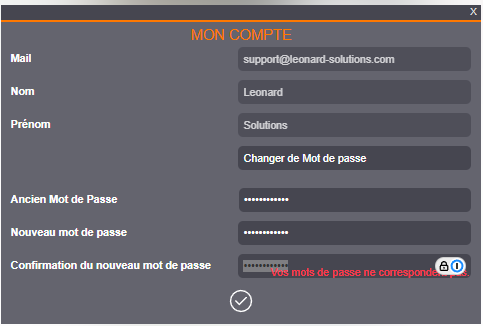 X
MON COMPTE
Mail support@leonard-solutions.com
Nom Leonard
Prénom Solutions
Changer de Mot de passe
Ancien Mot de Passe ••••••••••••
Nouveau mot de passe ••••••••••••
Confirmation du nouveau mot de passe ••••••••••••
Vos mots de passe ne corresponde